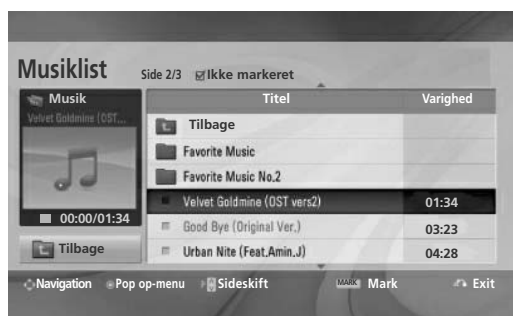 Musiklist Side 2/3 Ikke markeret
Musik
Velvet Goldmine (OST...
00:00/01:34
Tilbage
Titel Varighed
Tilbage
Favorite Music
Favorite Music No.2
Velvet Goldmine (OST vers2) 01:34
Good Bye (Original Ver.) 03:23
Urban Nite (Feat.Amin.J) 04:28
Navigation Pop op-menu Sideskift MARK Mark Exit